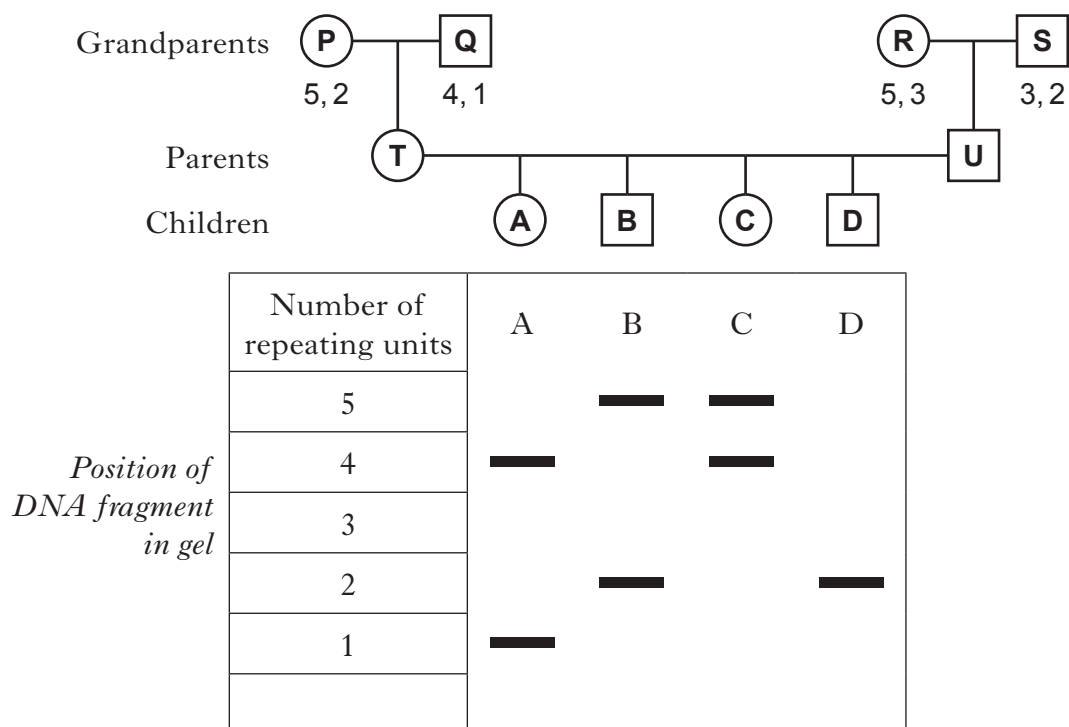 Grandparents P Q R S
5, 2 4, 1 5, 3 3, 2
Parents T U
Children A B C D
Number of
repeating units
A B C D
5
4
3
2
1
Position of
DNA fragment
in gel